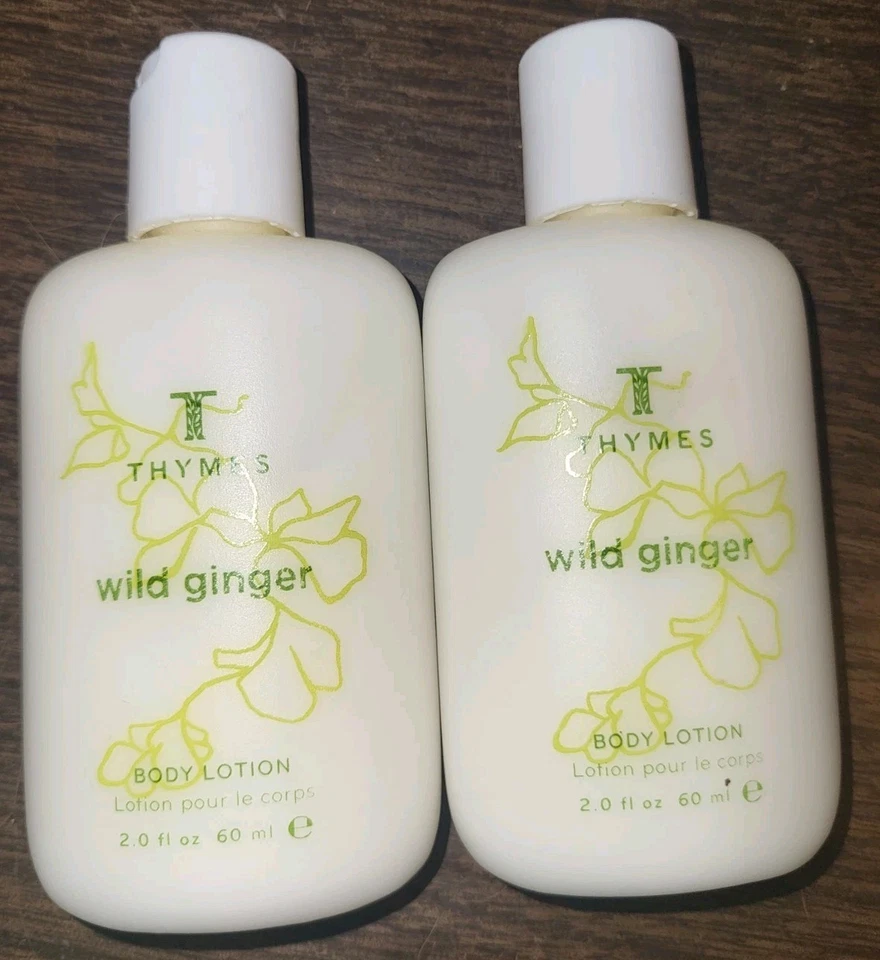 THYMES
wild ginger
BODY LOTION
Lotion pour le corps
2.0 fl oz 60 ml ℮
THYMES
wild ginger
BODY LOTION
Lotion pour le corps
2.0 fl oz 60 ml ℮